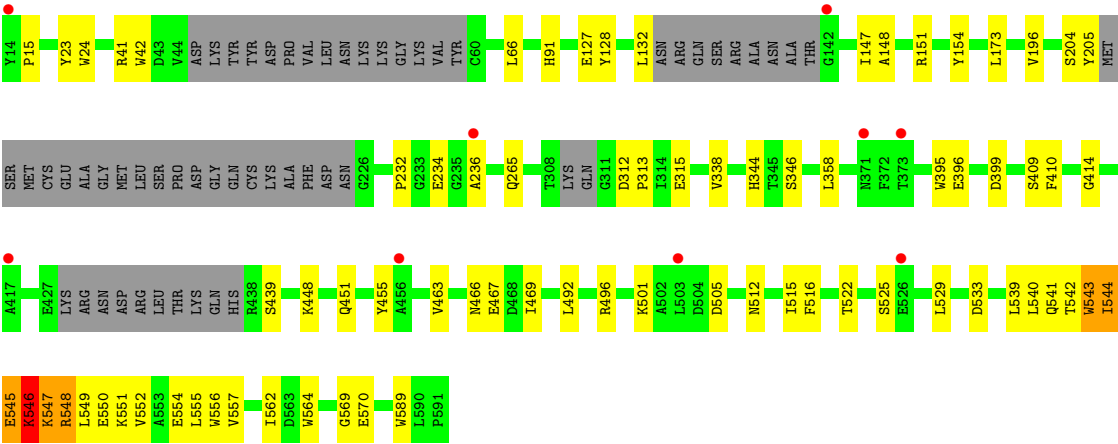 Y14 P15 Y23 W24 R41 W42 D43 V44 ASP LYS TYR TYR ASP PRO VAL LEU ASN LYS LYS GLY LYS VAL TYR C60 L66 H91 E127 Y128 L132 ASN ARG GLN SER ARG ALA ASN ALA THR G142 I147 A148 R151 Y154 L173 V196 S204 Y205 MET
SER MET CYS GLU ALA GLY MET LEU SER PRO ASP GLY GLN CYS LYS ALA PHE ASP ASN G226 P232 G233 E234 G235 A236 Q265 T308 LYS GLN G311 D312 P313 I314 E315 V338 H344 T345 S346 L358 N371 F372 T373 W395 E396 D399 S409 F410 G414
A417 E427 LYS ARG ASN ASP ARG LEU THR LYS GLN HIS R438 S439 K448 Q451 Y455 A456 V463 N466 E467 D468 I469 L492 R496 K501 A502 L503 D504 D505 N512 I515 F516 T522 S525 E526 L529 D533 L539 L540 Q541 T542 W543 I544
E545 K546 K547 R548 L549 E550 K551 V552 A553 E554 L555 W556 V557 I562 D563 W564 G569 E570 W589 L590 P591